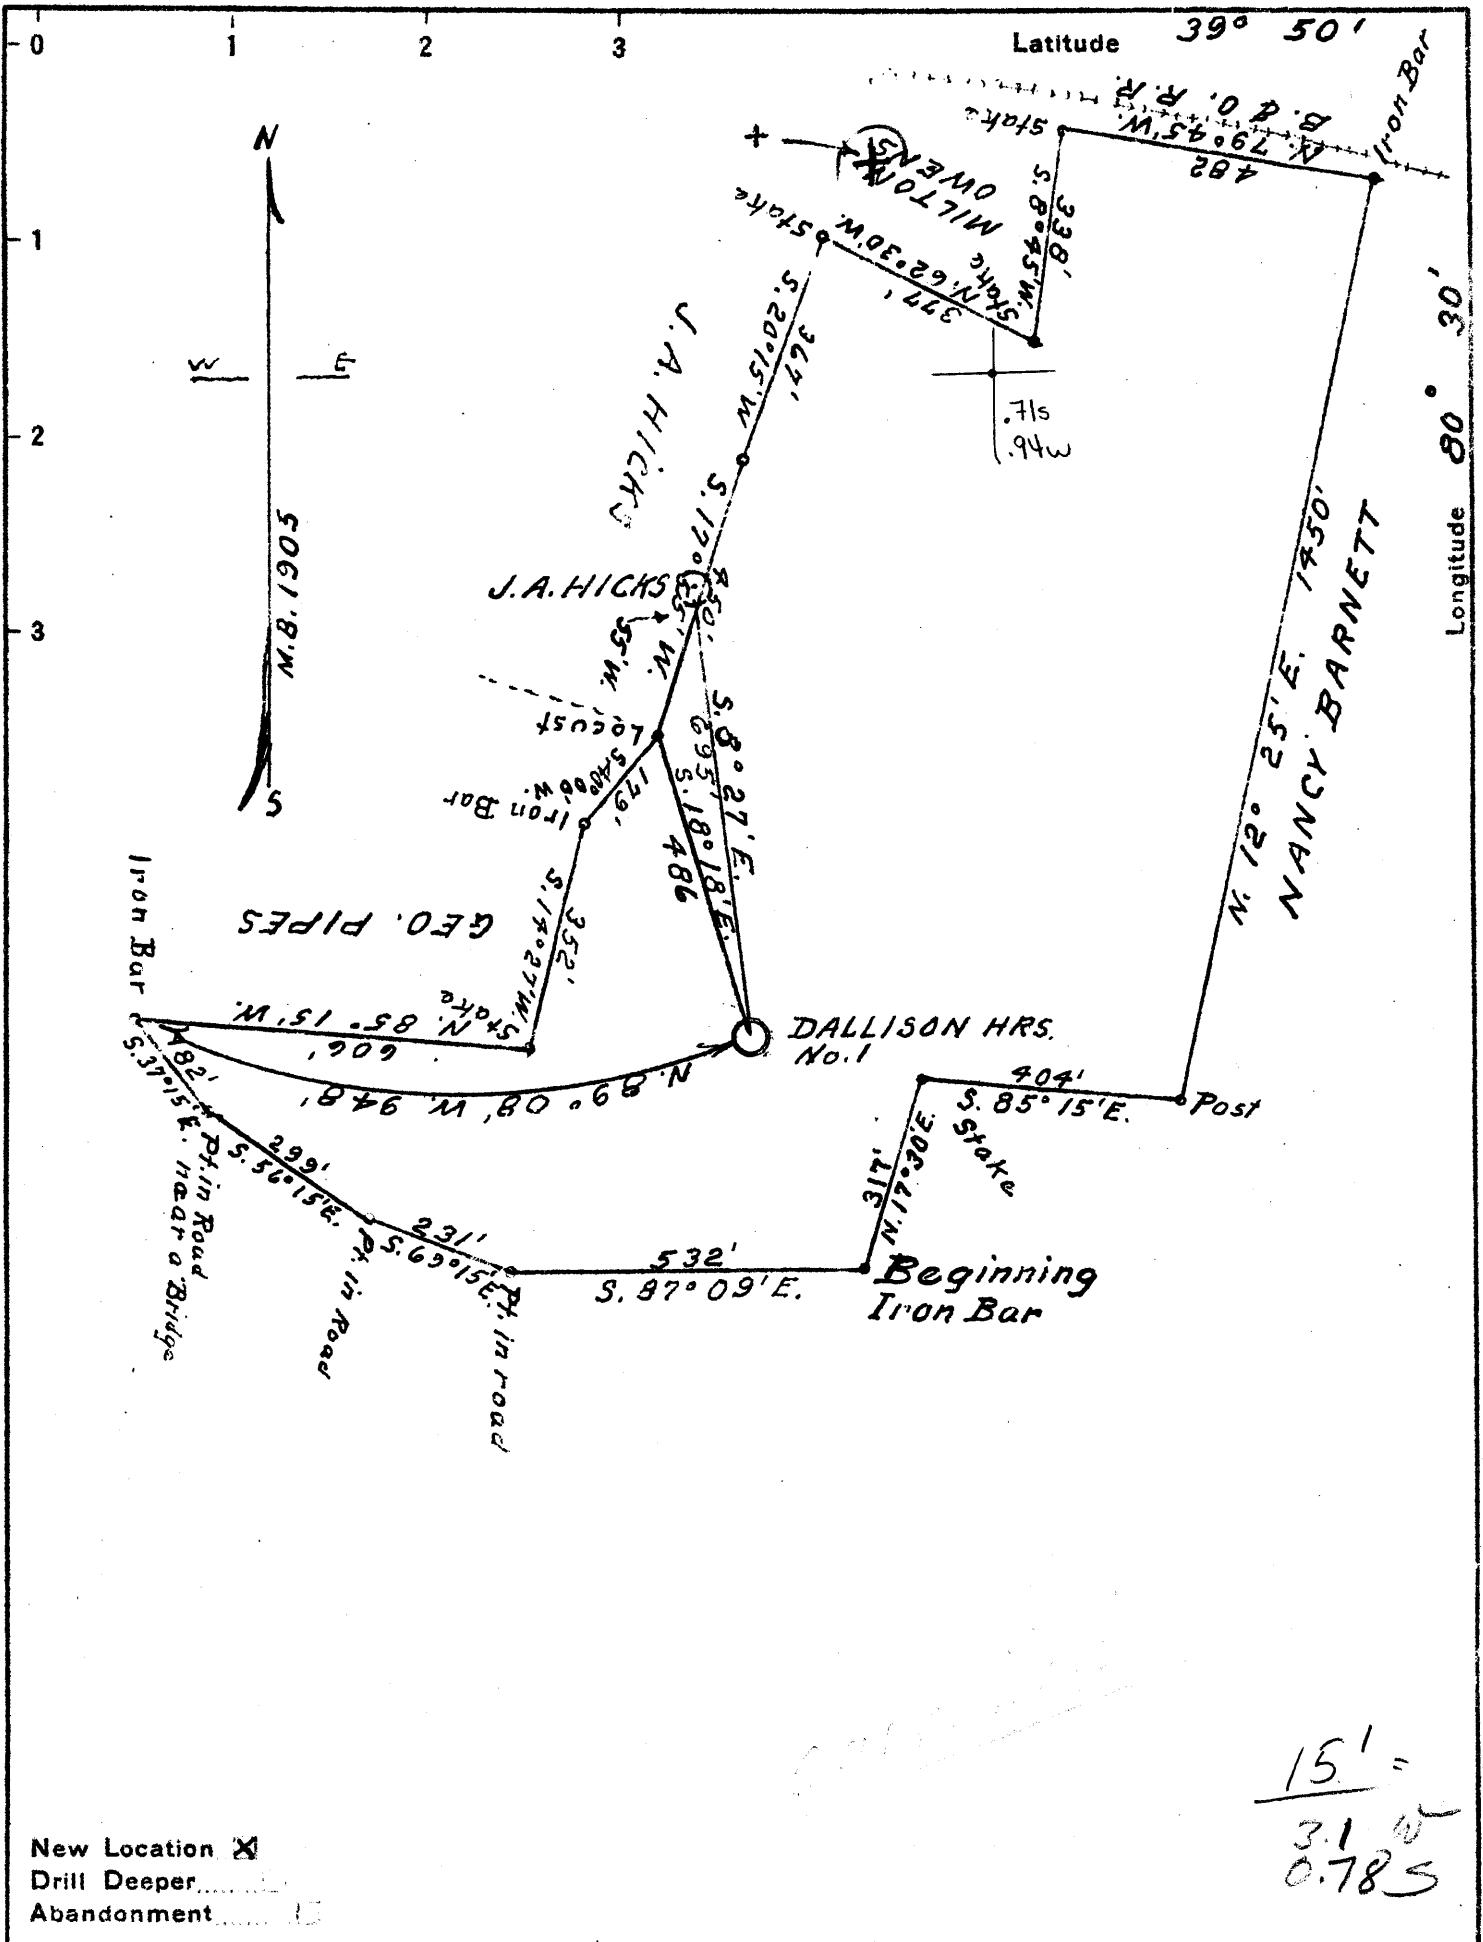 0 1 2 3
Latitude 39° 50'
1
2
3
Longitude 80° 30'
N
W E
S
M.B. 1905
B. & O. R. R.
Iron Bar
N. 79° 45' W.
482
Stake
338'
S. 8° 45' W.
Stake
MILTON
OWENS
N. 62° 30' W.
377'
Stake
.71s
.94w
367'
S. 20° 15' W
J. A. HICKS
J. A. HICKS
450'
S. 17° 55' W.
55' W.
Locust
179'
S. 40° 00' W.
Iron Bar
352'
S. 14° 27' W.
Stake
GEO. PIPES
N. 85° 15' W.
606'
Iron Bar
S. 8° 27' E.
695'
S. 18° 18' E.
486
DALLISON HRS.
No. 1
N. 89° 08' W. 948'
182'
S. 37° 15' E.
Pt. in Road
near a Bridge
299'
S. 56° 15' E.
Pt. in Road
231'
S. 69° 15' E.
Pt. in road
532'
S. 87° 09' E.
Beginning
Iron Bar
317'
N. 17° 30' E.
Stake
404'
S. 85° 15' E.
Post
N. 12° 25' E. 1450'
NANCY BARNETT
15' =
3.1 W
0.78 S
New Location X
Drill Deeper
Abandonment